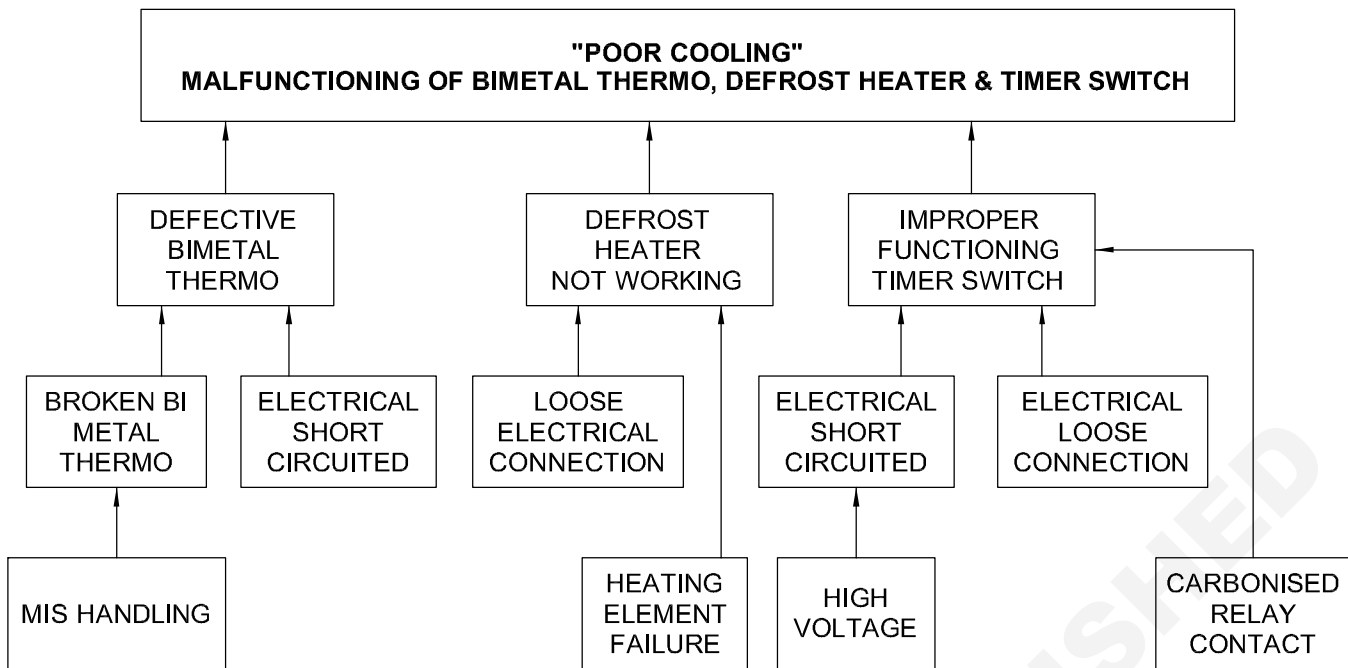 "POOR COOLING"
MALFUNCTIONING OF BIMETAL THERMO, DEFROST HEATER & TIMER SWITCH
DEFECTIVE
BIMETAL
THERMO
DEFROST
HEATER
NOT WORKING
IMPROPER
FUNCTIONING
TIMER SWITCH
BROKEN BI
METAL
THERMO
ELECTRICAL
SHORT
CIRCUITED
LOOSE
ELECTRICAL
CONNECTION
ELECTRICAL
SHORT
CIRCUITED
ELECTRICAL
LOOSE
CONNECTION
MIS HANDLING
HEATING
ELEMENT
FAILURE
HIGH
VOLTAGE
CARBONISED
RELAY
CONTACT